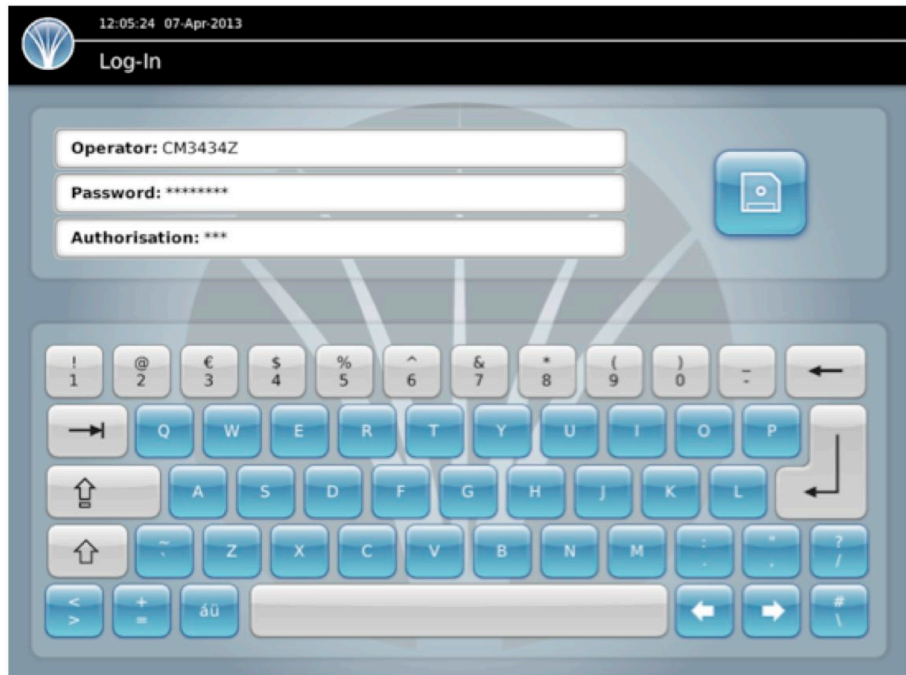 12:05:24 07-Apr-2013
Log-In
Operator: CM3434Z
Password: ********
Authorisation: ***
! @ € $ % ^ & * ( ) _
1 2 3 4 5 6 7 8 9 0 -
Q W E R T Y U I O P
A S D F G H J K L
~ : " ?
` Z X C V B N M . , /
< + áü #
> = \